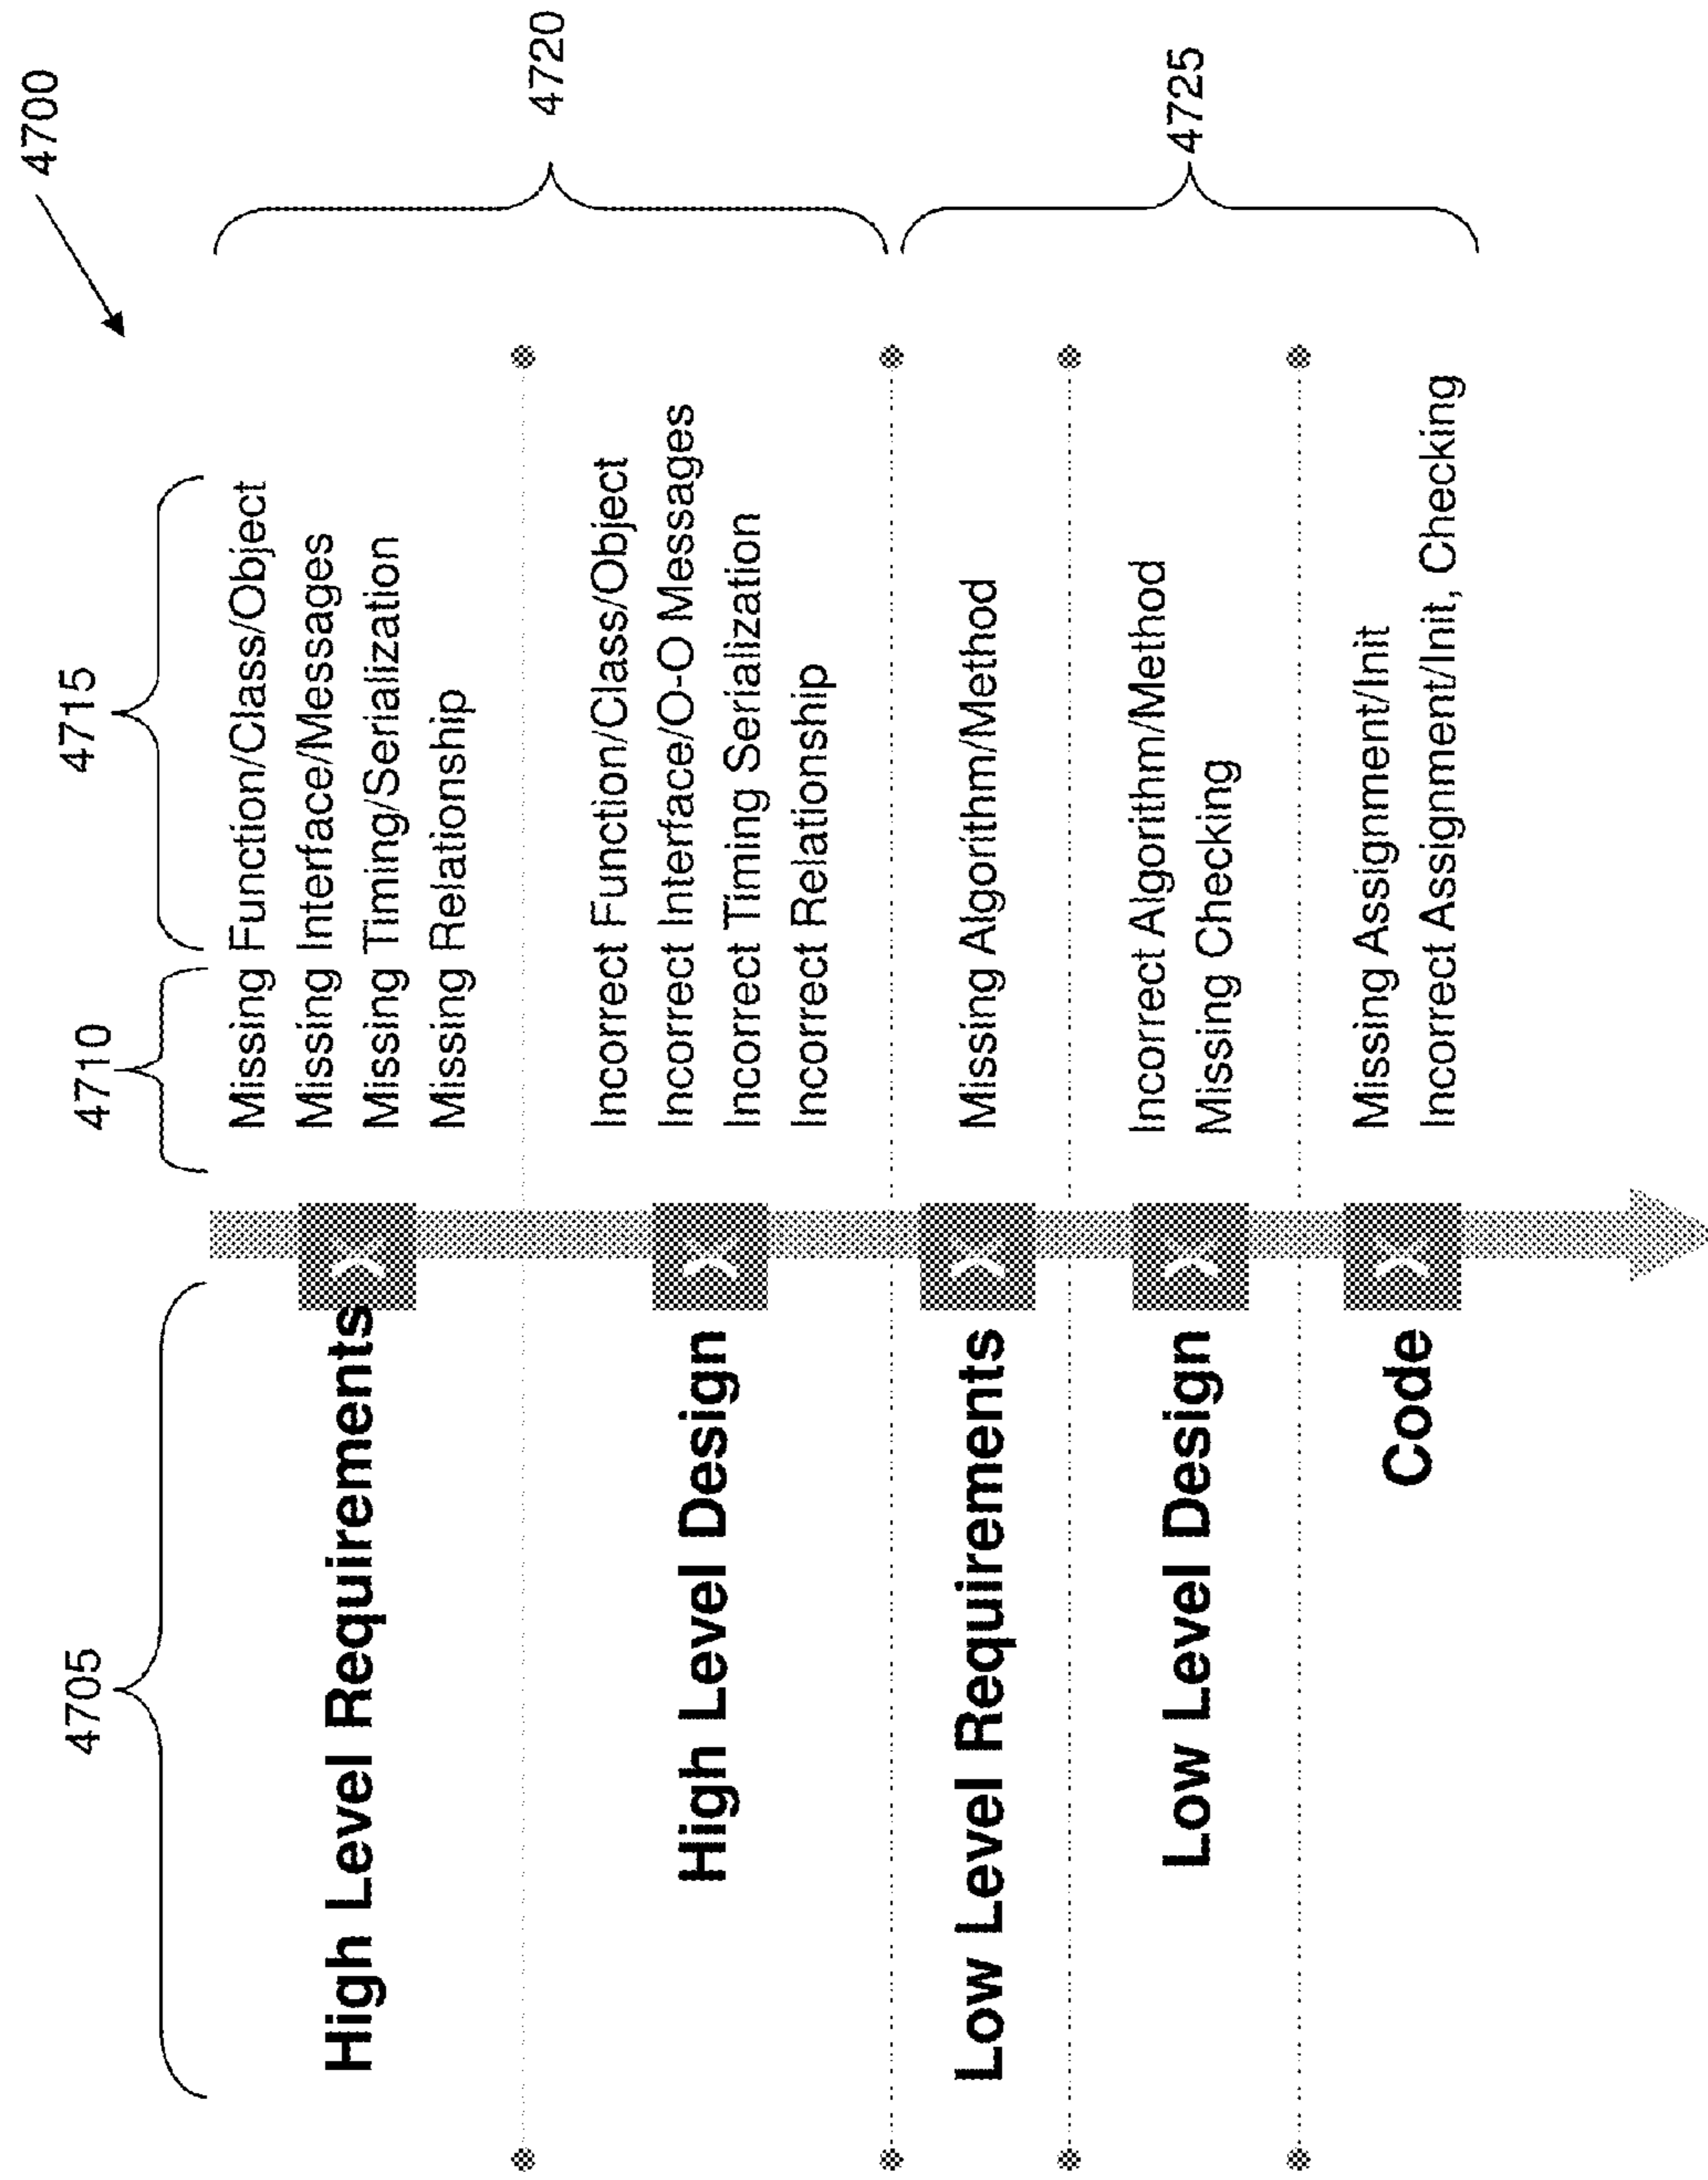 4700
4705
4710
4715
High Level Requirements
Missing Function/Class/Object
Missing Interface/Messages
Missing Timing/Serialization
Missing Relationship
4720
High Level Design
Incorrect Function/Class/Object
Incorrect Interface/O-O Messages
Incorrect Timing Serialization
Incorrect Relationship
Low Level Requirements
Missing Algorithm/Method
4725
Low Level Design
Incorrect Algorithm/Method
Missing Checking
Code
Missing Assignment/Init
Incorrect Assignment/Init, Checking